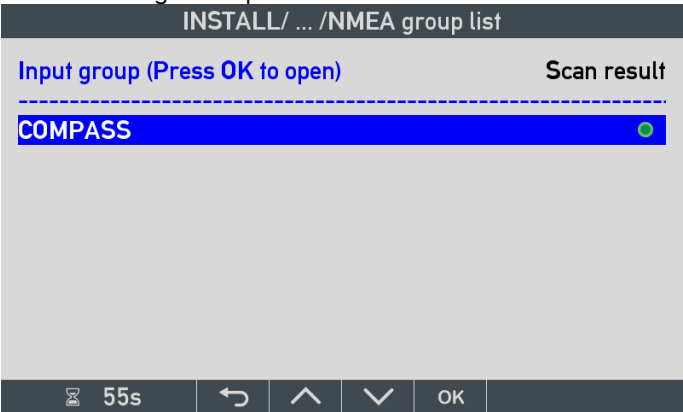 INSTALL/ ... /NMEA group list
Input group (Press OK to open) Scan result
COMPASS
55s OK